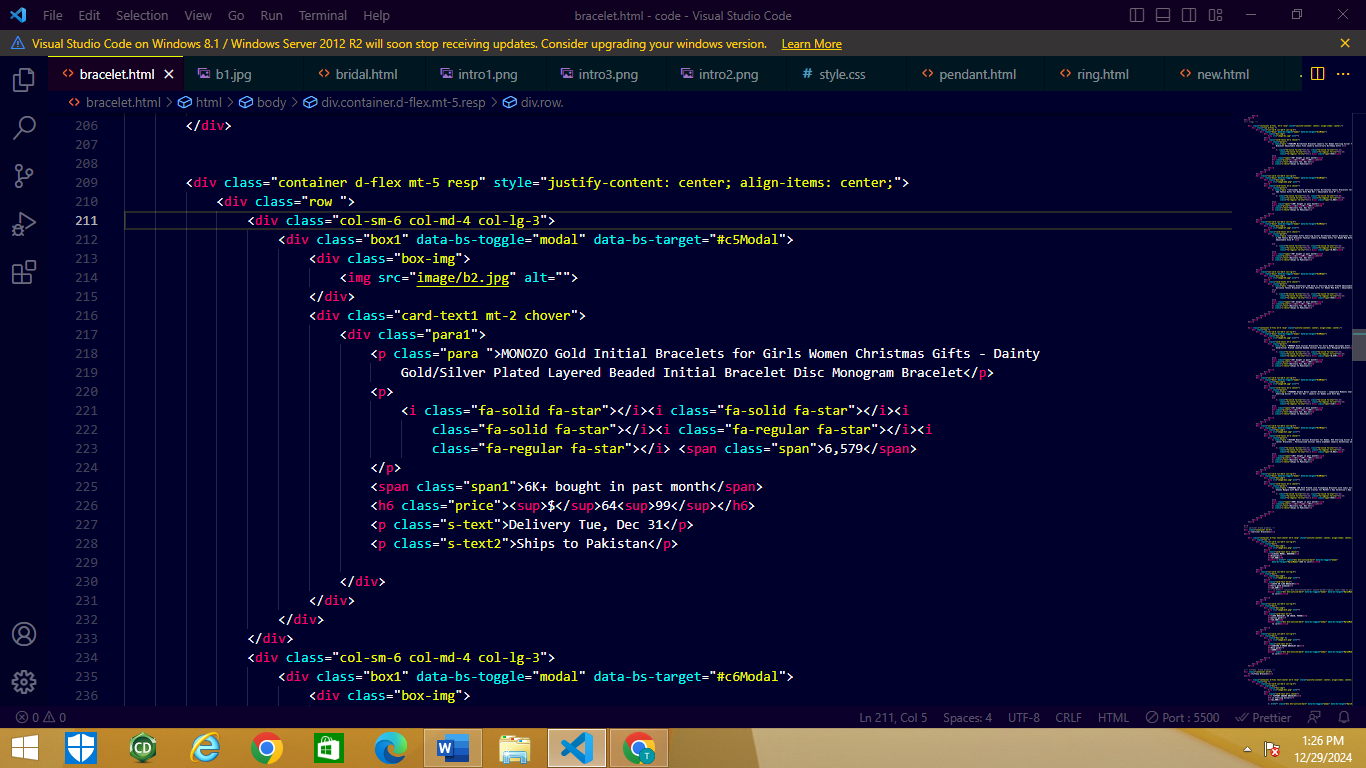 File Edit Selection View Go Run Terminal Help bracelet.html - code - Visual Studio Code
Visual Studio Code on Windows 8.1 / Windows Server 2012 R2 will soon stop receiving updates. Consider upgrading your windows version. Learn More
bracelet.html b1.jpg bridal.html intro1.png intro3.png intro2.png style.css pendant.html ring.html new.html
bracelet.html > html > body > div.container.d-flex.mt-5.resp > div.row.
206 </div>
207
208
209 <div class="container d-flex mt-5 resp" style="justify-content: center; align-items: center;">
210 <div class="row ">
211 <div class="col-sm-6 col-md-4 col-lg-3">
212 <div class="box1" data-bs-toggle="modal" data-bs-target="#c5Modal">
213 <div class="box-img">
214 <img src="image/b2.jpg" alt="">
215 </div>
216 <div class="card-text1 mt-2 chover">
217 <div class="para1">
218 <p class="para ">MONOZO Gold Initial Bracelets for Girls Women Christmas Gifts - Dainty
219 Gold/Silver Plated Layered Beaded Initial Bracelet Disc Monogram Bracelet</p>
220 <p>
221 <i class="fa-solid fa-star"></i><i class="fa-solid fa-star"></i><i
222 class="fa-solid fa-star"></i><i class="fa-regular fa-star"></i><i
223 class="fa-regular fa-star"></i> <span class="span">6,579</span>
224 </p>
225 <span class="span1">6K+ bought in past month</span>
226 <h6 class="price"><sup>$</sup>64<sup>99</sup></h6>
227 <p class="s-text">Delivery Tue, Dec 31</p>
228 <p class="s-text2">Ships to Pakistan</p>
229
230 </div>
231 </div>
232 </div>
233 </div>
234 <div class="col-sm-6 col-md-4 col-lg-3">
235 <div class="box1" data-bs-toggle="modal" data-bs-target="#c6Modal">
236 <div class="box-img">
0 0 Ln 211, Col 5 Spaces: 4 UTF-8 CRLF HTML Port : 5500 Prettier
1:26 PM
12/29/2024